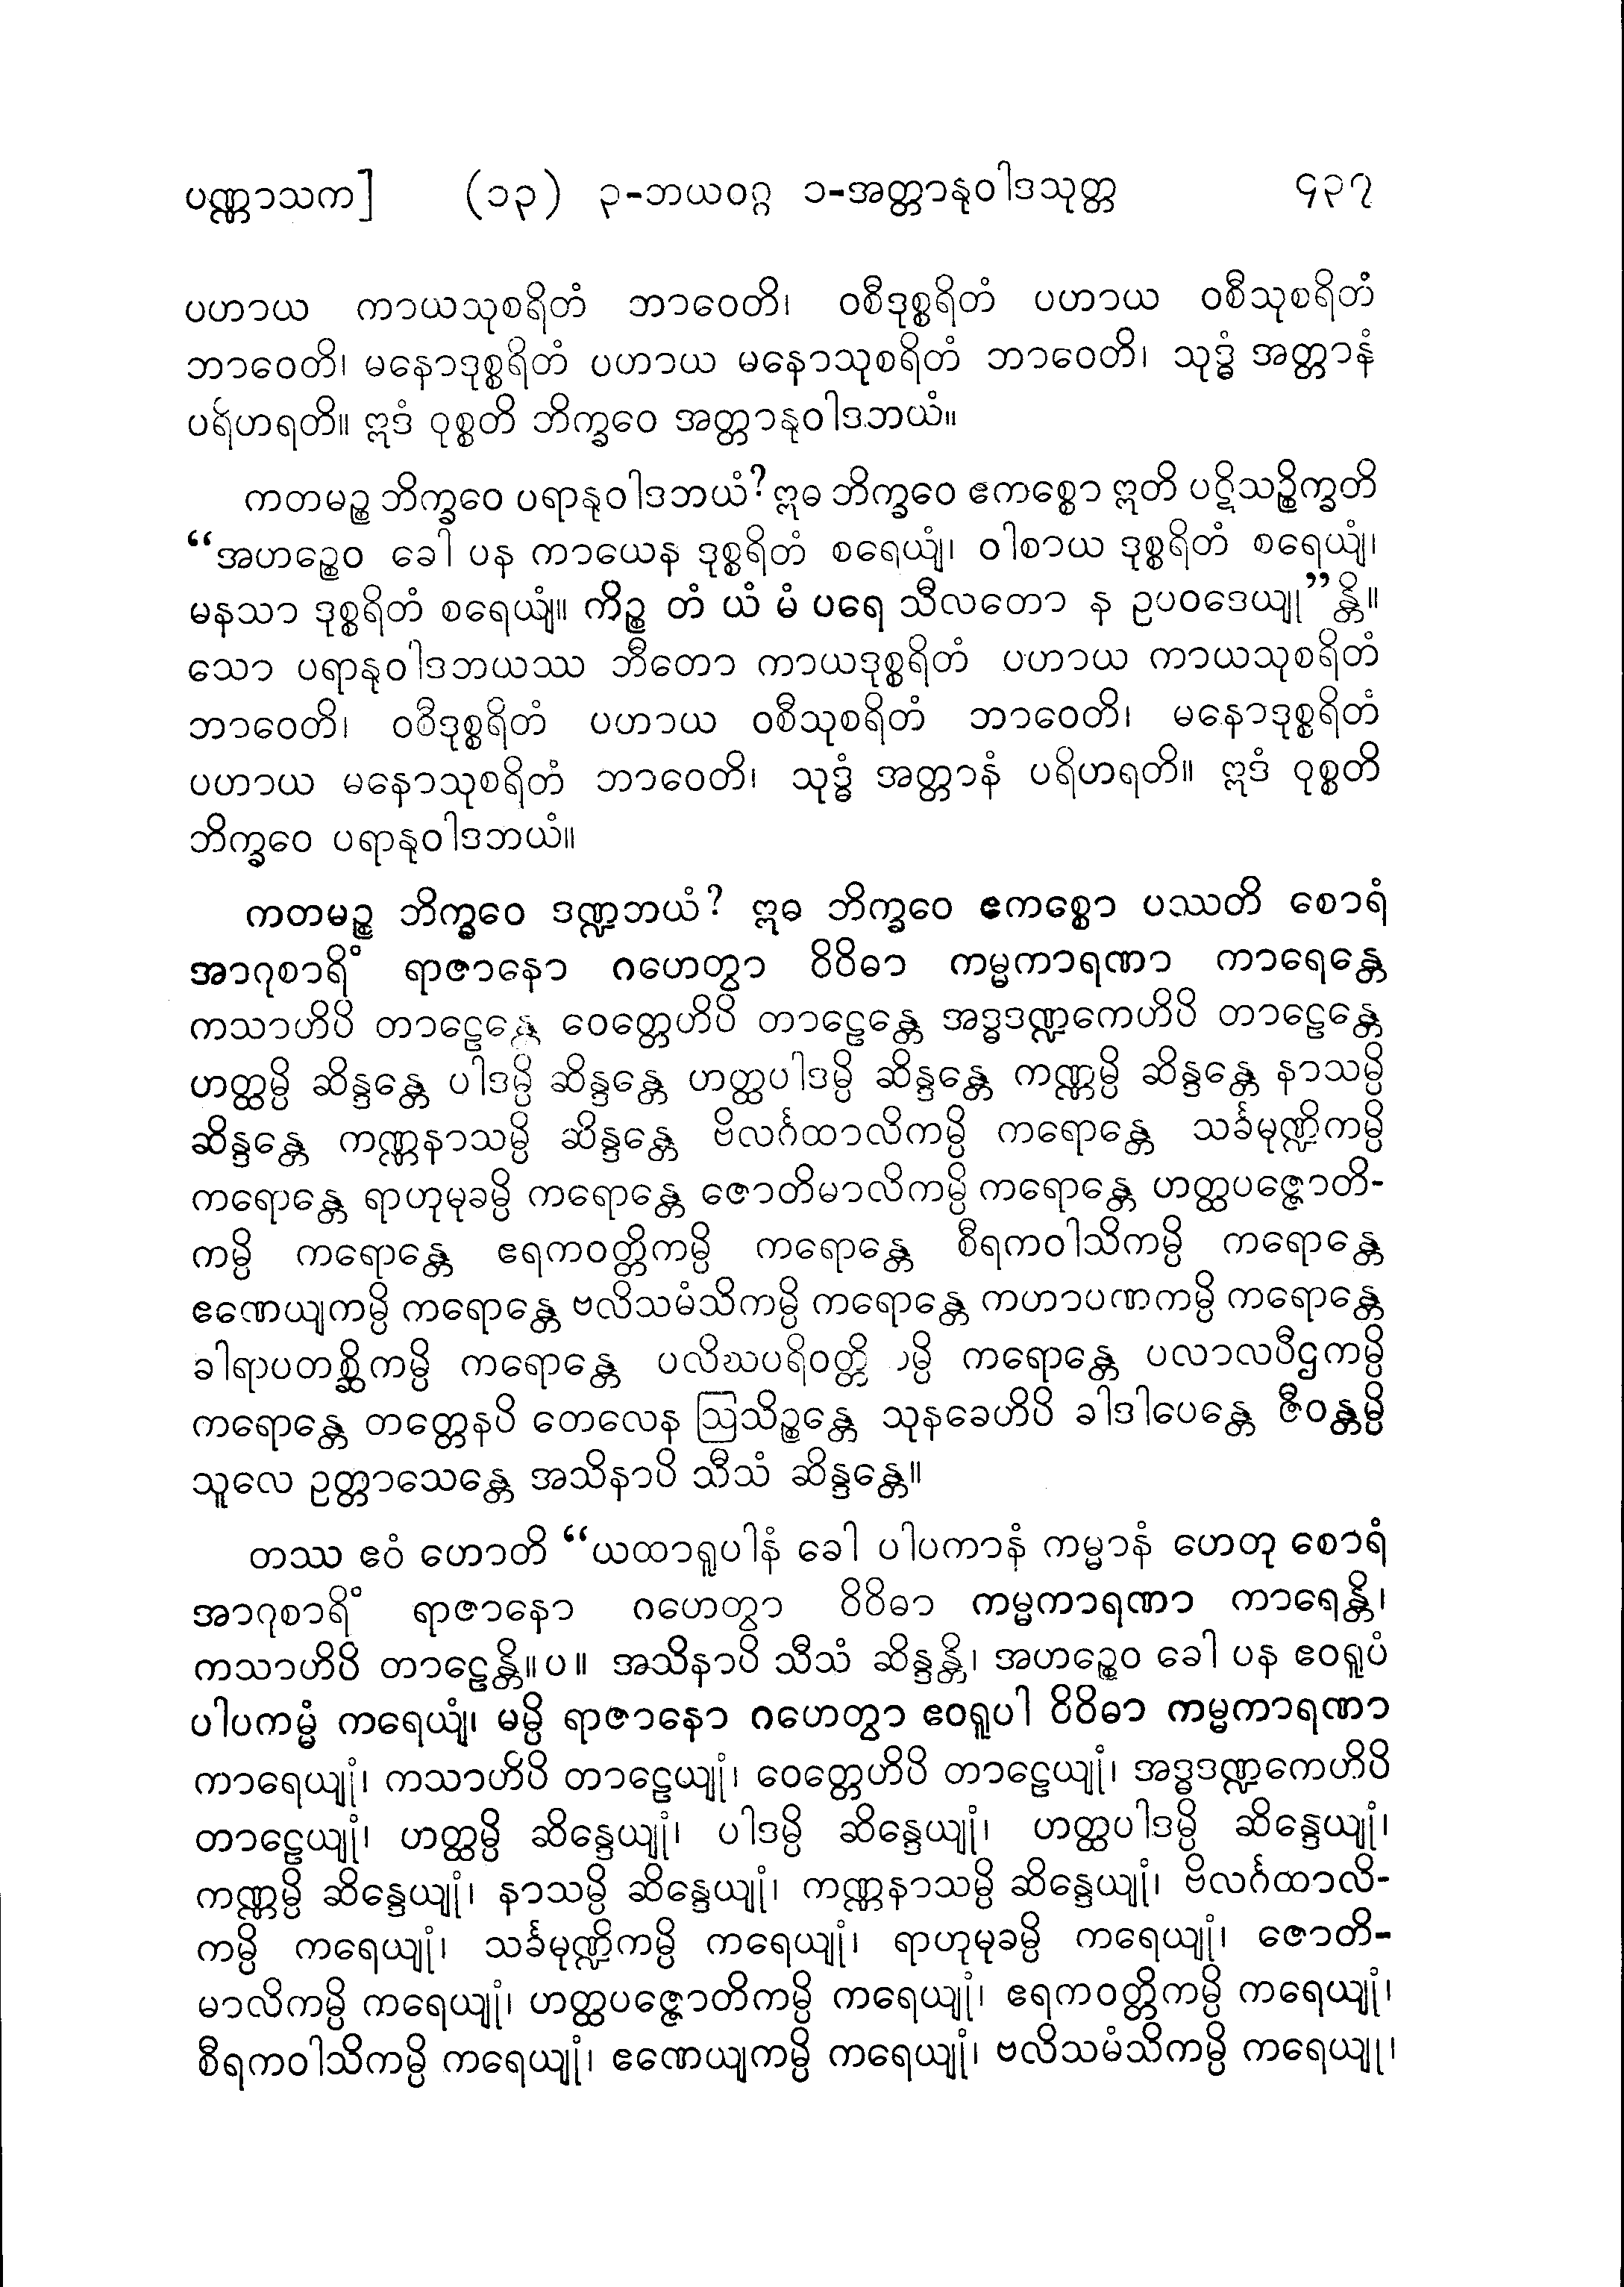 ပဏ္ဏာသက] (၁၃) ၃-ဘယဝဂ္ဂ ၁-အတ္တာနုဝါဒသုတ္တ ၄၃၇
ပဟာယ ကာယသုစရိတံ ဘာဝေတိ၊ ဝစီဒုစ္စရိတံ ပဟာယ ဝစီသုစရိတံ
ဘာဝေတိ၊ မနောဒုစ္စရိတံ ပဟာယ မနောသုစရိတံ ဘာဝေတိ၊ သုဒ္ဓံ အတ္တာနံ
ပရိဟရတိ။ ဣဒံ ဝုစ္စတိ ဘိက္ခဝေ အတ္တာနုဝါဒဘယံ။
ကတမဉ္စ ဘိက္ခဝေ ပရာနုဝါဒဘယံ? ဣဓ ဘိက္ခဝေ ဧကစ္စော ဣတိ ပဋိသဉ္စိက္ခတိ
“အဟဉ္စေဝ ခေါ ပန ကာယေန ဒုစ္စရိတံ စရေယျံ၊ ဝါစာယ ဒုစ္စရိတံ စရေယျံ၊
မနသာ ဒုစ္စရိတံ စရေယျံ။ ကိဉ္စ တံ ယံ မံ ပရေ သီလတော န ဥပဝဒေယျု”န္တိ။
သော ပရာနုဝါဒဘယဿ ဘီတော ကာယဒုစ္စရိတံ ပဟာယ ကာယသုစရိတံ
ဘာဝေတိ၊ ဝစီဒုစ္စရိတံ ပဟာယ ဝစီသုစရိတံ ဘာဝေတိ၊ မနောဒုစ္စရိတံ
ပဟာယ မနောသုစရိတံ ဘာဝေတိ၊ သုဒ္ဓံ အတ္တာနံ ပရိဟရတိ။ ဣဒံ ဝုစ္စတိ
ဘိက္ခဝေ ပရာနုဝါဒဘယံ။
ကတမဉ္စ ဘိက္ခဝေ ဒဏ္ဍဘယံ? ဣဓ ဘိက္ခဝေ ဧကစ္စော ပဿတိ စောရံ
အာဂုစာရိံ ရာဇာနော ဂဟေတွာ ဝိဝိဓာ ကမ္မကာရဏာ ကာရေန္တေ
ကသာဟိပိ တာဠေန္တေ ဝေတ္တေဟိပိ တာဠေန္တေ အဒ္ဓဒဏ္ဍကေဟိပိ တာဠေန္တေ
ဟတ္ထမ္ပိ ဆိန္ဒန္တေ ပါဒမ္ပိ ဆိန္ဒန္တေ ဟတ္ထပါဒမ္ပိ ဆိန္ဒန္တေ ကဏ္ဏမ္ပိ ဆိန္ဒန္တေ နာသမ္ပိ
ဆိန္ဒန္တေ ကဏ္ဏနာသမ္ပိ ဆိန္ဒန္တေ ဗိလင်္ဂထာလိကမ္ပိ ကရောန္တေ သင်္ခမုဏ္ဍိကမ္ပိ
ကရောန္တေ ရာဟုမုခမ္ပိ ကရောန္တေ ဇောတိမာလိကမ္ပိ ကရောန္တေ ဟတ္ထပဇ္ဇောတိ-
ကမ္ပိ ကရောန္တေ ဧရကဝတ္တိကမ္ပိ ကရောန္တေ စီရကဝါသိကမ္ပိ ကရောန္တေ
ဧဏေယျကမ္ပိ ကရောန္တေ ဗလိသမံသိကမ္ပိ ကရောန္တေ ကဟာပဏကမ္ပိ ကရောန္တေ
ခါရာပတစ္ဆိကမ္ပိ ကရောန္တေ ကရောန္တေ ပလာလပီဌကမ္ပိ
ကရောန္တေ တတ္တေနပိ တေလေန ဩသိဉ္စန္တေ သုနခေဟိပိ ခါဒါပေန္တေ ဇီဝန္တမ္ပိ
သူလေ ဥတ္တာသေန္တေ အသိနာပိ သီသံ ဆိန္ဒန္တေ။
တဿ ဧဝံ ဟောတိ “ယထာရူပါနံ ခေါ ပါပကာနံ ကမ္မာနံ ဟေတု စောရံ
အာဂုစာရိံ ရာဇာနော ဂဟေတွာ ဝိဝိဓာ ကမ္မကာရဏာ ကာရေန္တိ၊
ကသာဟိပိ တာဠေန္တိ။ပ။ အသိနာပိ သီသံ ဆိန္ဒန္တိ၊ အဟဉ္စေဝ ခေါ ပန ဧဝရူပံ
ပါပကမ္မံ ကရေယျံ၊ မမ္ပိ ရာဇာနော ဂဟေတွာ ဧဝရူပါ ဝိဝိဓာ ကမ္မကာရဏာ
ကာရေယျုံ၊ ကသာဟိပိ တာဠေယျုံ၊ ဝေတ္တေဟိပိ တာဠေယျုံ၊ အဒ္ဓဒဏ္ဍကေဟိပိ
တာဠေယျုံ၊ ဟတ္ထမ္ပိ ဆိန္ဒေယျုံ၊ ပါဒမ္ပိ ဆိန္ဒေယျုံ၊ ဟတ္ထပါဒမ္ပိ ဆိန္ဒေယျုံ၊
ကဏ္ဏမ္ပိ ဆိန္ဒေယျုံ၊ နာသမ္ပိ ဆိန္ဒေယျုံ၊ ကဏ္ဏနာသမ္ပိ ဆိန္ဒေယျုံ၊ ဗိလင်္ဂထာလိ-
ကမ္ပိ ကရေယျုံ၊ သင်္ခမုဏ္ဍိကမ္ပိ ကရေယျုံ၊ ရာဟုမုခမ္ပိ ကရေယျုံ၊ ဇောတိ-
မာလိကမ္ပိ ကရေယျုံ၊ ဟတ္ထပဇ္ဇောတိကမ္ပိ ကရေယျုံ၊ ဧရကဝတ္တိကမ္ပိ ကရေယျုံ၊
စီရကဝါသိကမ္ပိ ကရေယျုံ၊ ဧဏေယျကမ္ပိ ကရေယျုံ၊ ဗလိသမံသိကမ္ပိ ကရေယျု၊